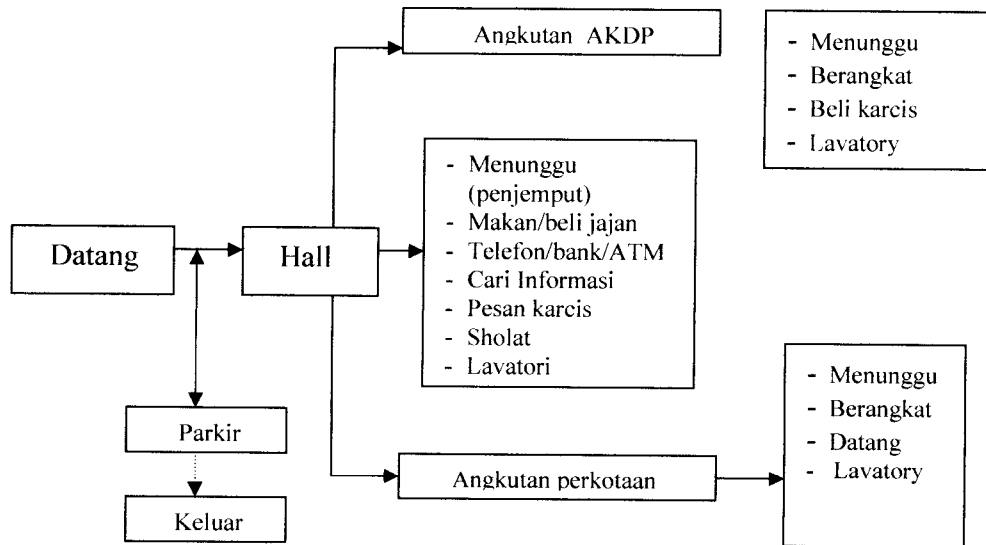 Angkutan AKDP
- Menunggu
- Berangkat
- Beli karcis
- Lavatory
- Menunggu
(penjemput)
- Makan/beli jajan
- Telefon/bank/ATM
- Cari Informasi
- Pesan karcis
- Sholat
- Lavatori
Datang
Hall
- Menunggu
- Berangkat
- Datang
- Lavatory
Parkir
Angkutan perkotaan
Keluar